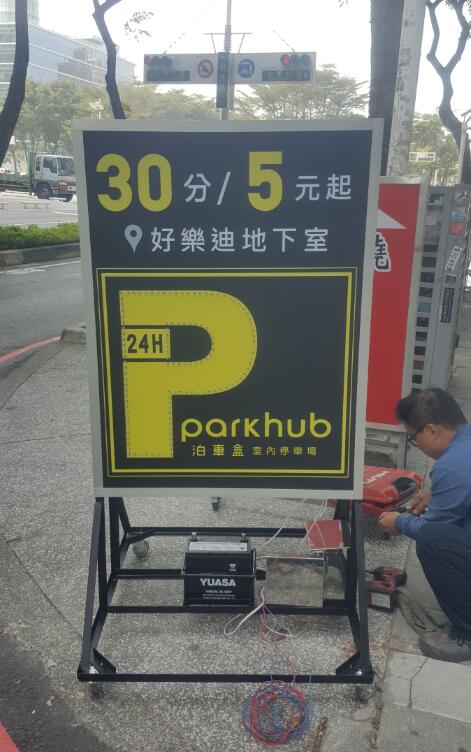 30分/5元起
好樂迪地下室
24H
parkhub
泊車盒 室內停車場
YUASA